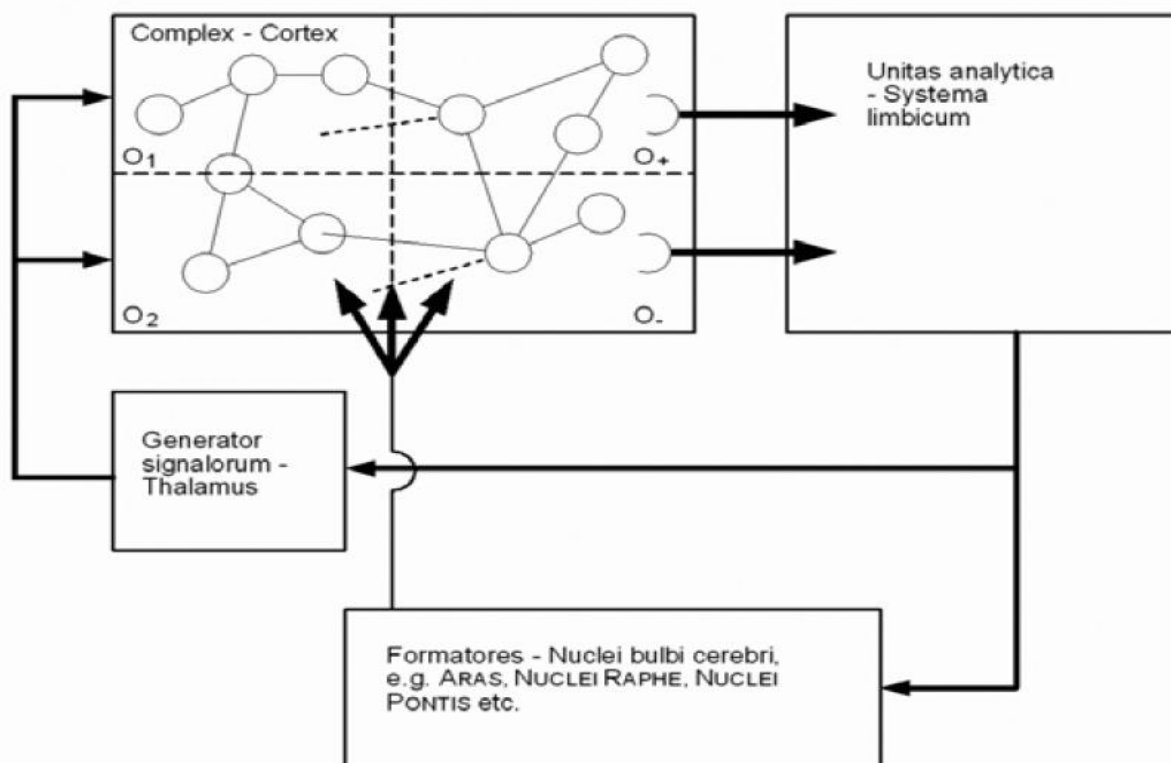 Complex - Cortex
O1
O2
O+
O-
Unitas analytica
- Systema
limbicum
Generator
signalorum -
Thalamus
Formatores - Nuclei bulbi cerebri,
e.g. ARAS, NUCLEI RAPHE, NUCLEI
PONTIS etc.